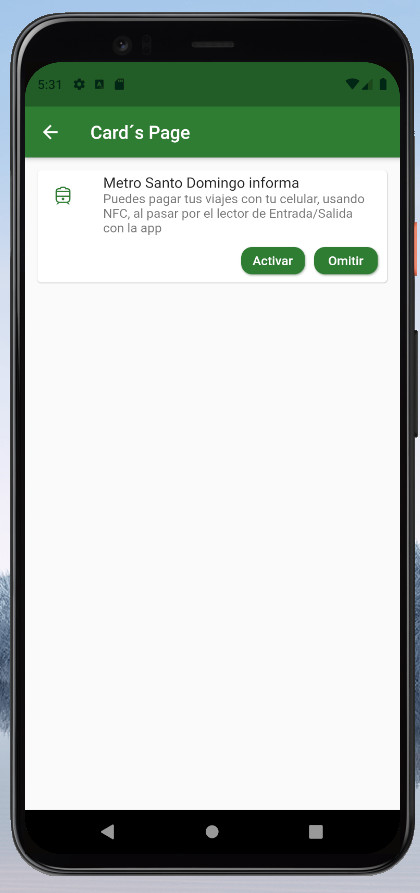 5:31
Card´s Page
Metro Santo Domingo informa
Puedes pagar tus viajes con tu celular, usando
NFC, al pasar por el lector de Entrada/Salida
con la app
Activar Omitir